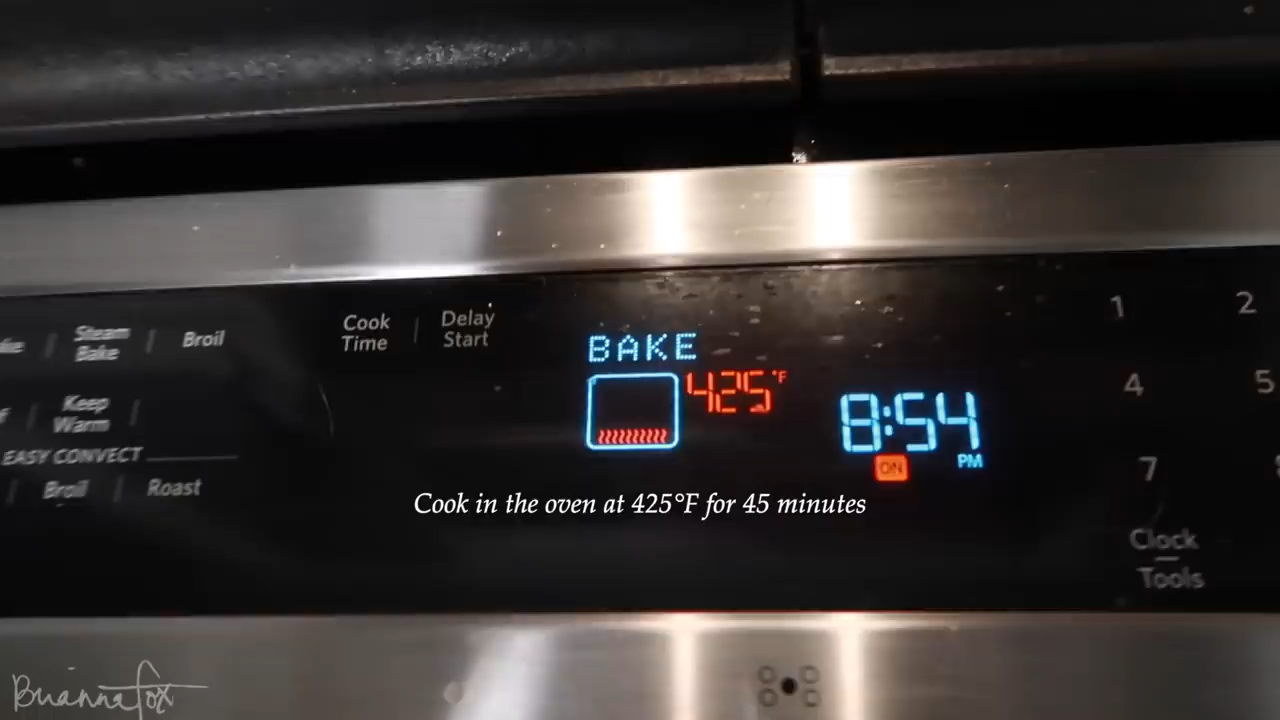 1 2
Cook Time
Delay Start
Steam Bake
Broil
BAKE
425°F
4 5
8:54
Keep Warm
ON
PM
EASY CONVECT
7
Broil
Roast
Cook in the oven at 425°F for 45 minutes
Clock
Tools
Briannafox